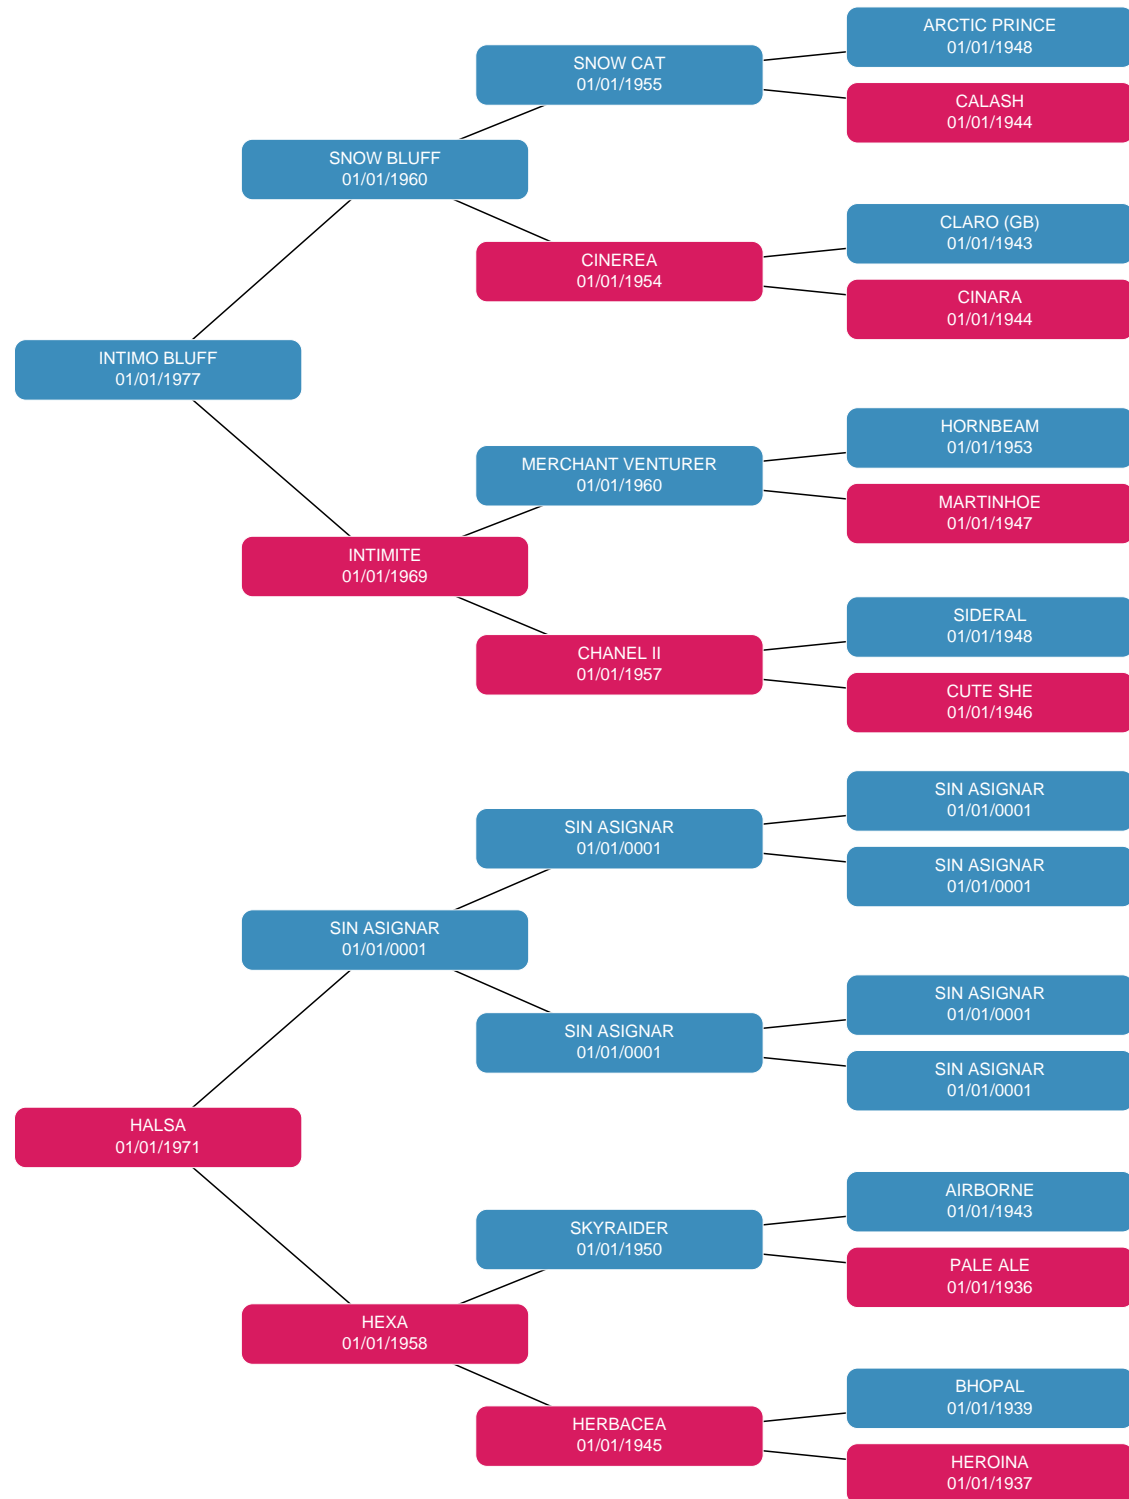 ARCTIC PRINCE
01/01/1948
SNOW CAT
01/01/1955
CALASH
01/01/1944
SNOW BLUFF
01/01/1960
CLARO (GB)
01/01/1943
CINEREA
01/01/1954
CINARA
01/01/1944
INTIMO BLUFF
01/01/1977
HORNBEAM
01/01/1953
MERCHANT VENTURER
01/01/1960
MARTINHOE
01/01/1947
INTIMITE
01/01/1969
SIDERAL
01/01/1948
CHANEL II
01/01/1957
CUTE SHE
01/01/1946
SIN ASIGNAR
01/01/0001
SIN ASIGNAR
01/01/0001
SIN ASIGNAR
01/01/0001
SIN ASIGNAR
01/01/0001
SIN ASIGNAR
01/01/0001
SIN ASIGNAR
01/01/0001
SIN ASIGNAR
01/01/0001
HALSA
01/01/1971
AIRBORNE
01/01/1943
SKYRAIDER
01/01/1950
PALE ALE
01/01/1936
HEXA
01/01/1958
BHOPAL
01/01/1939
HERBACEA
01/01/1945
HEROINA
01/01/1937